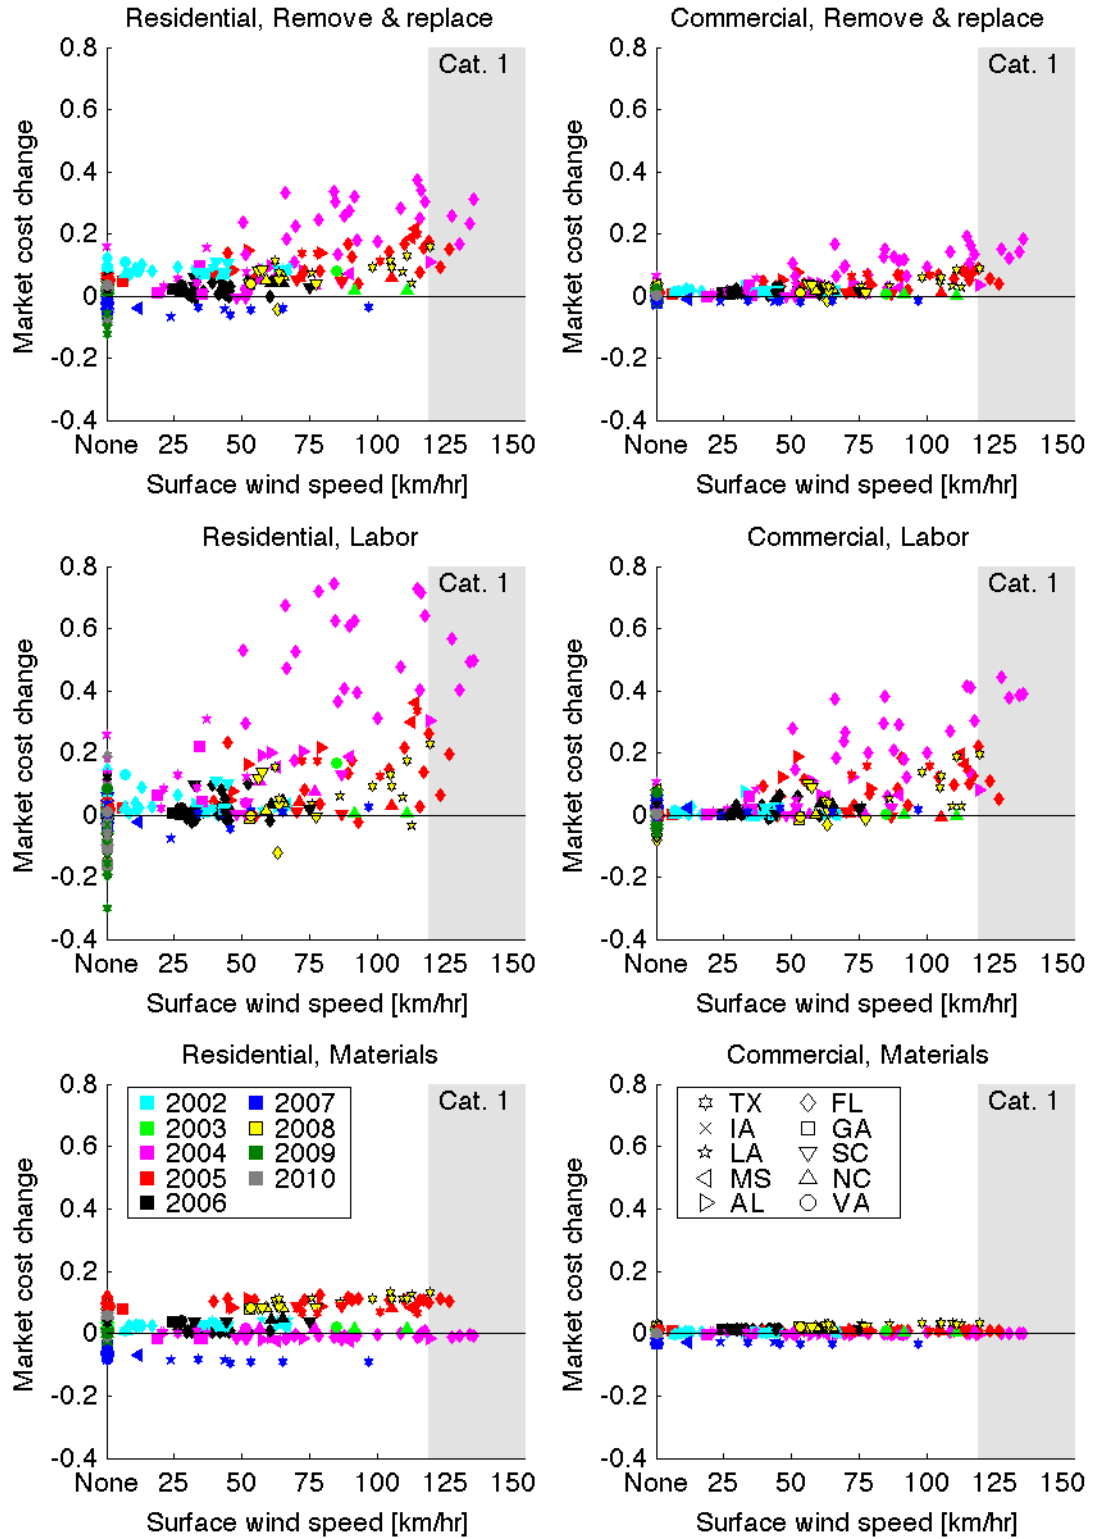 Residential, Remove & replace
Commercial, Remove & replace
0.8
0.6
0.4
0.2
0
-0.2
-0.4
Market cost change
Cat. 1
None 25 50 75 100 125 150
Surface wind speed [km/hr]
0.8
0.6
0.4
0.2
0
-0.2
-0.4
Market cost change
Cat. 1
None 25 50 75 100 125 150
Surface wind speed [km/hr]
Residential, Labor
Commercial, Labor
0.8
0.6
0.4
0.2
0
-0.2
-0.4
Market cost change
Cat. 1
None 25 50 75 100 125 150
Surface wind speed [km/hr]
0.8
0.6
0.4
0.2
0
-0.2
-0.4
Market cost change
Cat. 1
None 25 50 75 100 125 150
Surface wind speed [km/hr]
Residential, Materials
Commercial, Materials
0.8
0.6
0.4
0.2
0
-0.2
-0.4
Market cost change
2002 2007
2003 2008
2004 2009
2005 2010
2006
Cat. 1
None 25 50 75 100 125 150
Surface wind speed [km/hr]
0.8
0.6
0.4
0.2
0
-0.2
-0.4
Market cost change
TX FL
IA GA
LA SC
MS NC
AL VA
Cat. 1
None 25 50 75 100 125 150
Surface wind speed [km/hr]